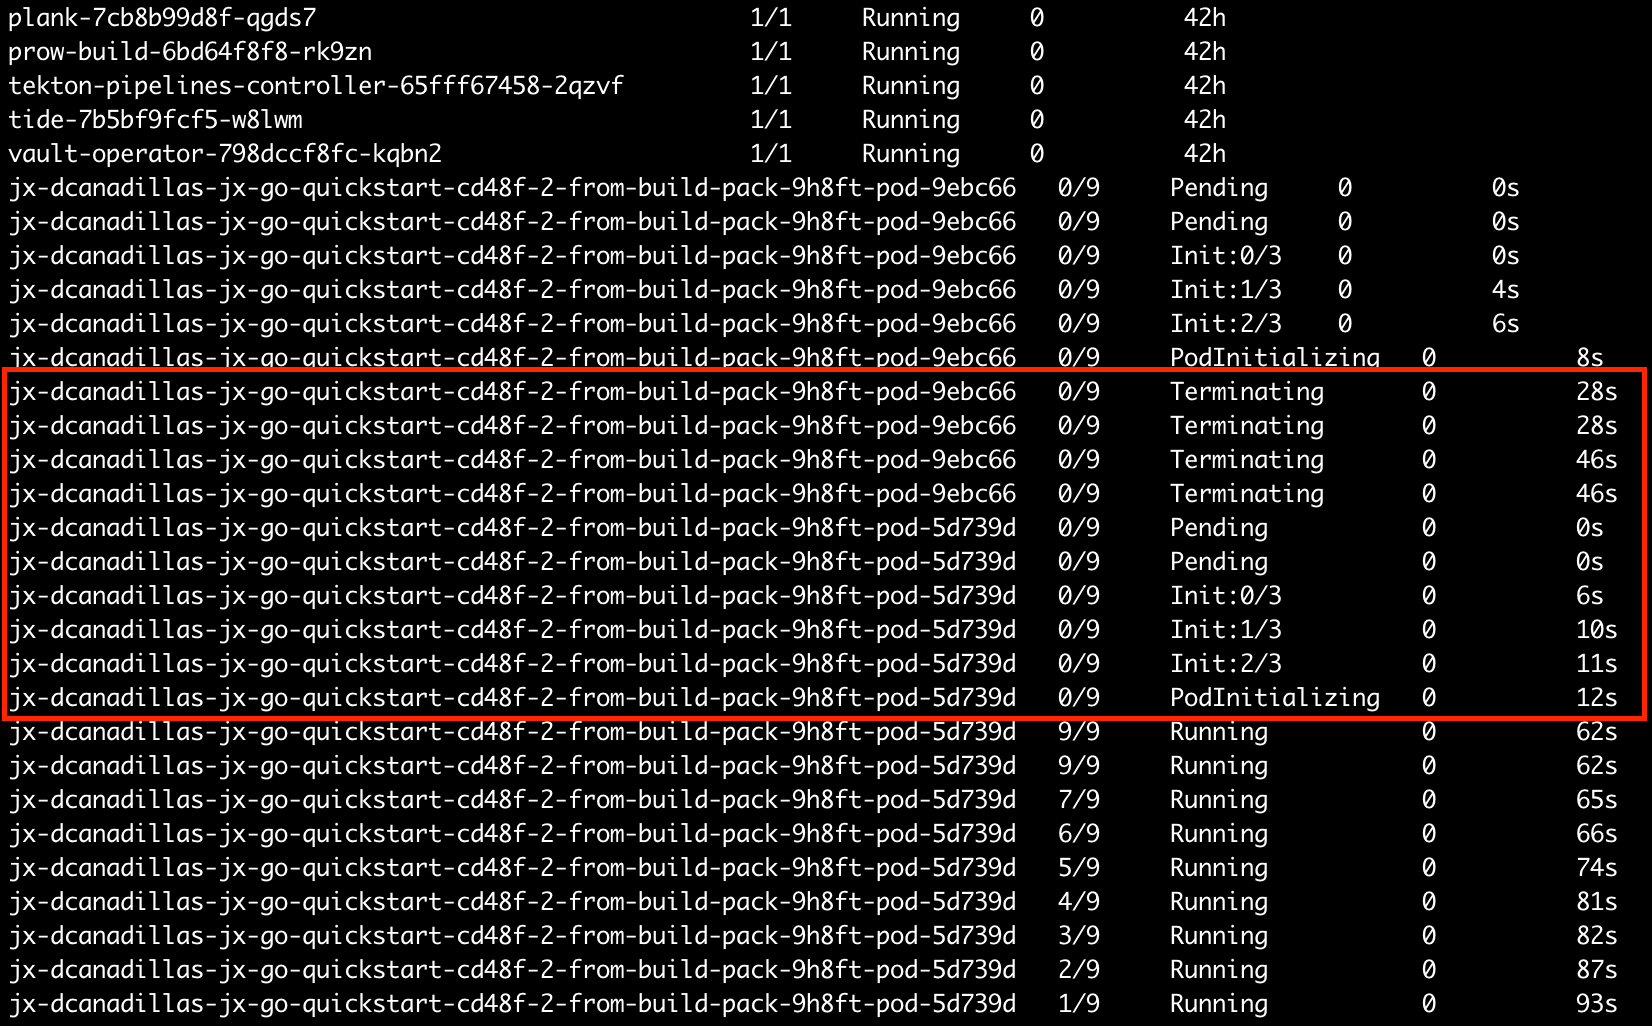 plank-7cb8b99d8f-qgds7 1/1 Running 0 42h
prow-build-6bd64f8f8-rk9zn 1/1 Running 0 42h
tekton-pipelines-controller-65fff67458-2qzvf 1/1 Running 0 42h
tide-7b5bf9fcf5-w8lwm 1/1 Running 0 42h
vault-operator-798dccf8fc-kqbn2 1/1 Running 0 42h
jx-dcanadillas-jx-go-quickstart-cd48f-2-from-build-pack-9h8ft-pod-9ebc66 0/9 Pending 0 0s
jx-dcanadillas-jx-go-quickstart-cd48f-2-from-build-pack-9h8ft-pod-9ebc66 0/9 Pending 0 0s
jx-dcanadillas-jx-go-quickstart-cd48f-2-from-build-pack-9h8ft-pod-9ebc66 0/9 Init:0/3 0 0s
jx-dcanadillas-jx-go-quickstart-cd48f-2-from-build-pack-9h8ft-pod-9ebc66 0/9 Init:1/3 0 4s
jx-dcanadillas-jx-go-quickstart-cd48f-2-from-build-pack-9h8ft-pod-9ebc66 0/9 Init:2/3 0 6s
jx-dcanadillas-jx-go-quickstart-cd48f-2-from-build-pack-9h8ft-pod-9ebc66 0/9 PodInitializing 0 8s
jx-dcanadillas-jx-go-quickstart-cd48f-2-from-build-pack-9h8ft-pod-9ebc66 0/9 Terminating 0 28s
jx-dcanadillas-jx-go-quickstart-cd48f-2-from-build-pack-9h8ft-pod-9ebc66 0/9 Terminating 0 28s
jx-dcanadillas-jx-go-quickstart-cd48f-2-from-build-pack-9h8ft-pod-9ebc66 0/9 Terminating 0 46s
jx-dcanadillas-jx-go-quickstart-cd48f-2-from-build-pack-9h8ft-pod-9ebc66 0/9 Terminating 0 46s
jx-dcanadillas-jx-go-quickstart-cd48f-2-from-build-pack-9h8ft-pod-5d739d 0/9 Pending 0 0s
jx-dcanadillas-jx-go-quickstart-cd48f-2-from-build-pack-9h8ft-pod-5d739d 0/9 Pending 0 0s
jx-dcanadillas-jx-go-quickstart-cd48f-2-from-build-pack-9h8ft-pod-5d739d 0/9 Init:0/3 0 6s
jx-dcanadillas-jx-go-quickstart-cd48f-2-from-build-pack-9h8ft-pod-5d739d 0/9 Init:1/3 0 10s
jx-dcanadillas-jx-go-quickstart-cd48f-2-from-build-pack-9h8ft-pod-5d739d 0/9 Init:2/3 0 11s
jx-dcanadillas-jx-go-quickstart-cd48f-2-from-build-pack-9h8ft-pod-5d739d 0/9 PodInitializing 0 12s
jx-dcanadillas-jx-go-quickstart-cd48f-2-from-build-pack-9h8ft-pod-5d739d 9/9 Running 0 62s
jx-dcanadillas-jx-go-quickstart-cd48f-2-from-build-pack-9h8ft-pod-5d739d 9/9 Running 0 62s
jx-dcanadillas-jx-go-quickstart-cd48f-2-from-build-pack-9h8ft-pod-5d739d 7/9 Running 0 65s
jx-dcanadillas-jx-go-quickstart-cd48f-2-from-build-pack-9h8ft-pod-5d739d 6/9 Running 0 66s
jx-dcanadillas-jx-go-quickstart-cd48f-2-from-build-pack-9h8ft-pod-5d739d 5/9 Running 0 74s
jx-dcanadillas-jx-go-quickstart-cd48f-2-from-build-pack-9h8ft-pod-5d739d 4/9 Running 0 81s
jx-dcanadillas-jx-go-quickstart-cd48f-2-from-build-pack-9h8ft-pod-5d739d 3/9 Running 0 82s
jx-dcanadillas-jx-go-quickstart-cd48f-2-from-build-pack-9h8ft-pod-5d739d 2/9 Running 0 87s
jx-dcanadillas-jx-go-quickstart-cd48f-2-from-build-pack-9h8ft-pod-5d739d 1/9 Running 0 93s